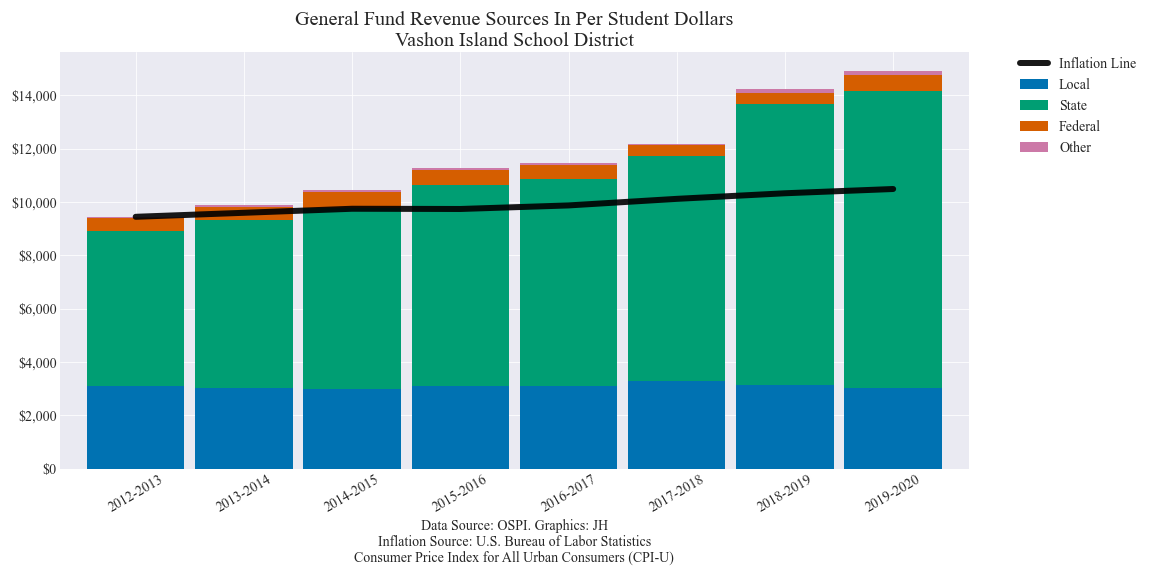 General Fund Revenue Sources In Per Student Dollars
Vashon Island School District
Inflation Line
Local
State
Federal
Other
$14,000
$12,000
$10,000
$8,000
$6,000
$4,000
$2,000
$0
2012-2013
2013-2014
2014-2015
2015-2016
2016-2017
2017-2018
2018-2019
2019-2020
Data Source: OSPI. Graphics: JH
Inflation Source: U.S. Bureau of Labor Statistics
Consumer Price Index for All Urban Consumers (CPI-U)